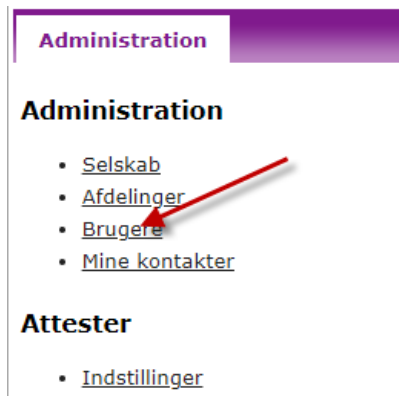 Administration
Administration
Selskab
Afdelinger
Brugere
Mine kontakter
Attester
Indstillinger